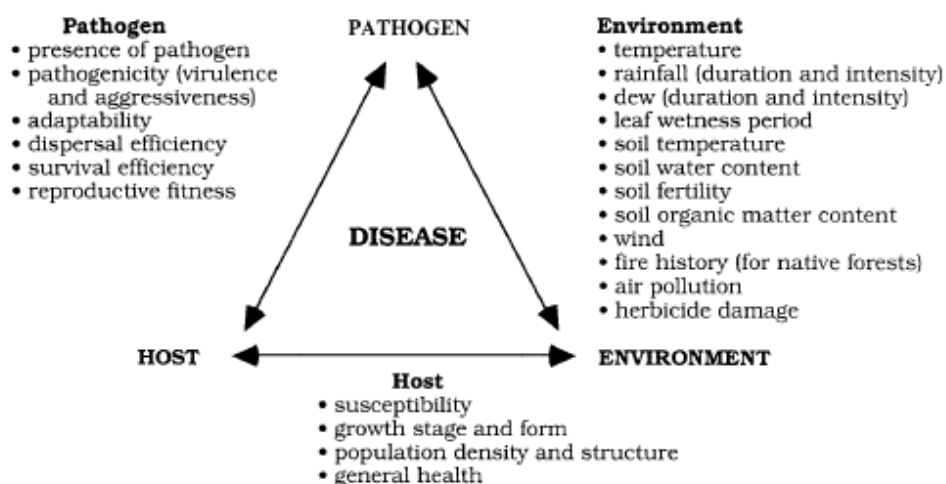 Pathogen
• presence of pathogen
• pathogenicity (virulence
and aggressiveness)
• adaptability
• dispersal efficiency
• survival efficiency
• reproductive fitness
PATHOGEN
Environment
• temperature
• rainfall (duration and intensity)
• dew (duration and intensity)
• leaf wetness period
• soil temperature
• soil water content
• soil fertility
• soil organic matter content
• wind
• fire history (for native forests)
• air pollution
• herbicide damage
DISEASE
HOST
ENVIRONMENT
Host
• susceptibility
• growth stage and form
• population density and structure
• general health